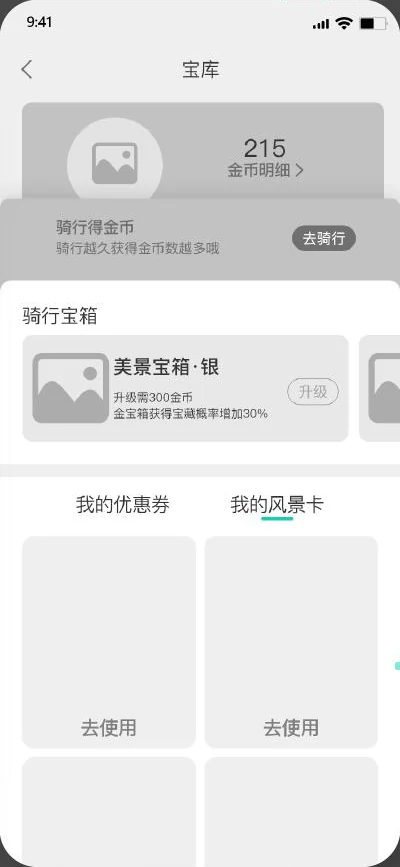 9:41
宝库
215
金币明细
骑行得金币
骑行越久获得金币数越多哦
去骑行
骑行宝箱
美景宝箱·银
升级需300金币
金宝箱获得宝藏概率增加30%
升级
我的优惠券
我的风景卡
去使用
去使用